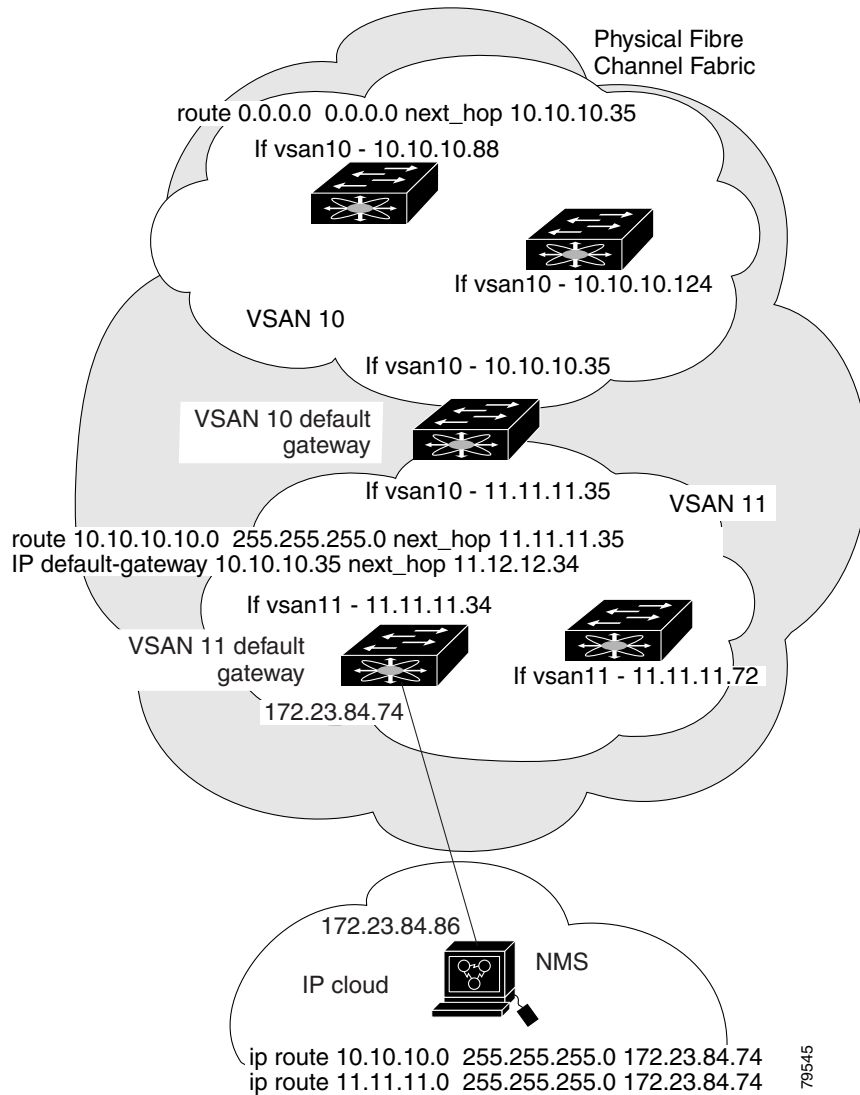 Physical Fibre
Channel Fabric
route 0.0.0.0 0.0.0.0 next_hop 10.10.10.35
If vsan10 - 10.10.10.88
If vsan10 - 10.10.10.124
VSAN 10
If vsan10 - 10.10.10.35
VSAN 10 default
gateway
If vsan10 - 11.11.11.35
VSAN 11
route 10.10.10.10.0 255.255.255.0 next_hop 11.11.11.35
IP default-gateway 10.10.10.35 next_hop 11.12.12.34
If vsan11 - 11.11.11.34
VSAN 11 default
gateway
If vsan11 - 11.11.11.72
172.23.84.74
172.23.84.86
NMS
IP cloud
ip route 10.10.10.0 255.255.255.0 172.23.84.74
ip route 11.11.11.0 255.255.255.0 172.23.84.74
79545